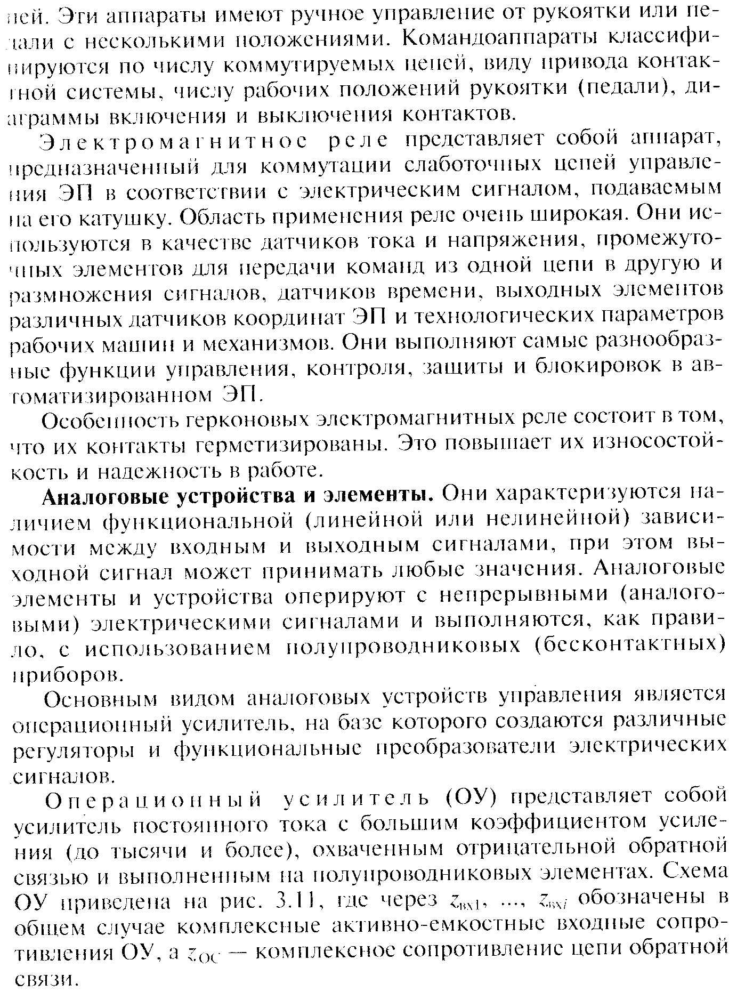 пей. Эти аппараты имеют ручное управление от рукоятки или пе-
дали с несколькими положениями. Командоаппараты классифи-
цируются по числу коммутируемых цепей, виду привода контак-
тной системы, числу рабочих положений рукоятки (педали), ди-
аграммы включения и выключения контактов.
Электромагнитное реле представляет собой аппарат,
предназначенный для коммутации слаботочных цепей управле-
ния ЭП в соответствии с электрическим сигналом, подаваемым
на его катушку. Область применения реле очень широкая. Они ис-
пользуются в качестве датчиков тока и напряжения, промежуто-
чных элементов для передачи команд из одной цепи в другую и
размножения сигналов, датчиков времени, выходных элементов
различных датчиков координат ЭП и технологических параметров
рабочих машин и механизмов. Они выполняют самые разнообраз-
ные функции управления, контроля, защиты и блокировок в ав-
томатизированном ЭП.
Особенность герконовых электромагнитных реле состоит в том,
что их контакты герметизированы. Это повышает их износостой-
кость и надежность в работе.
Аналоговые устройства и элементы. Они характеризуются на-
личием функциональной (линейной или нелинейной) зависи-
мости между входным и выходным сигналами, при этом вы-
ходной сигнал может принимать любые значения. Аналоговые
элементы и устройства оперируют с непрерывными (аналого-
выми) электрическими сигналами и выполняются, как прави-
ло, с использованием полупроводниковых (бесконтактных)
приборов.
Основным видом аналоговых устройств управления является
операционный усилитель, на базе которого создаются различные
регуляторы и функциональные преобразователи электрических
сигналов.
Операционный усилитель (ОУ) представляет собой
усилитель постоянного тока с большим коэффициентом усиле-
ния (до тысячи и более), охваченным отрицательной обратной
связью и выполненным на полупроводниковых элементах. Схема
ОУ приведена на рис. 3.11, где через zвх1, ..., zвхi обозначены в
общем случае комплексные активно-емкостные входные сопро-
тивления ОУ, а zОС — комплексное сопротивление цепи обратной
связи.